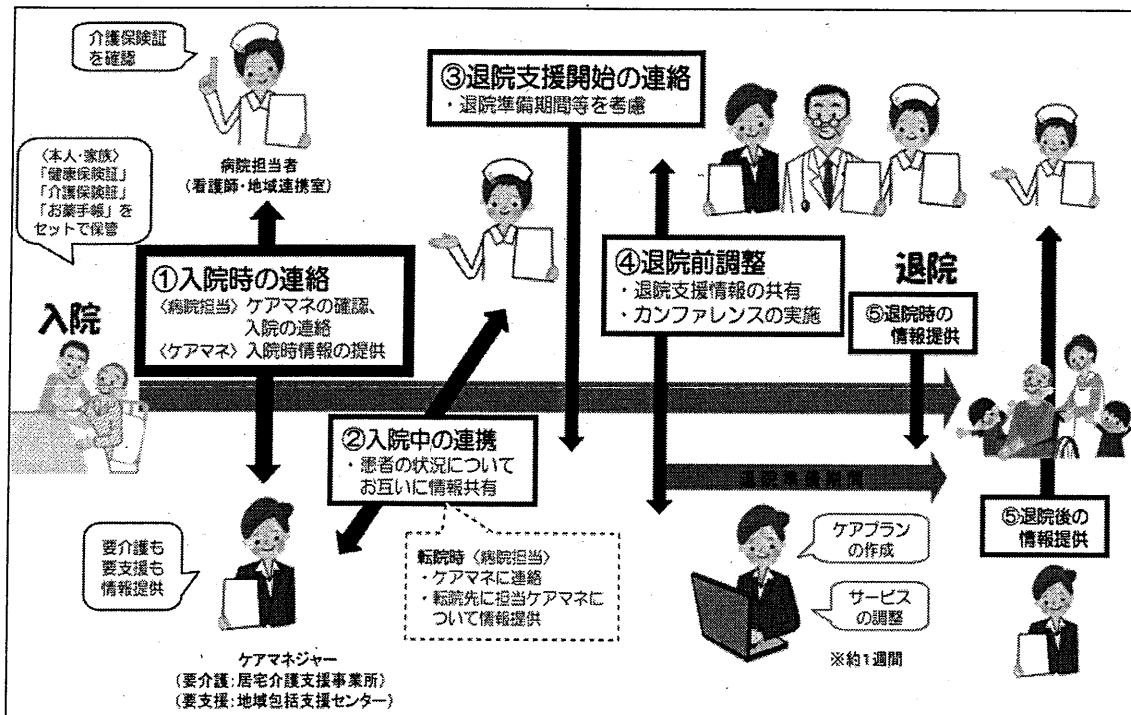 介護保険証
を確認
③退院支援開始の連絡
・退院準備期間等を考慮
〈本人・家族〉
「健康保険証」
「介護保険証」
「お薬手帳」を
セットで保管
病院担当者
(看護師・地域連携室)
①入院時の連絡
〈病院担当〉ケアマネの確認、
入院の連絡
〈ケアマネ〉入院時情報の提供
④退院前調整
・退院支援情報の共有
・カンファレンスの実施
退院
⑤退院時の
情報提供
入院
②入院中の連携
・患者の状況について
お互いに情報共有
退院準備期間
要介護も
要支援も
情報提供
転院時〈病院担当〉
・ケアマネに連絡
・転院先に担当ケアマネに
ついて情報提供
ケアプラン
の作成
サービス
の調整
※約1週間
⑤退院後の
情報提供
ケアマネジャー
(要介護:居宅介護支援事業所)
(要支援:地域包括支援センター)